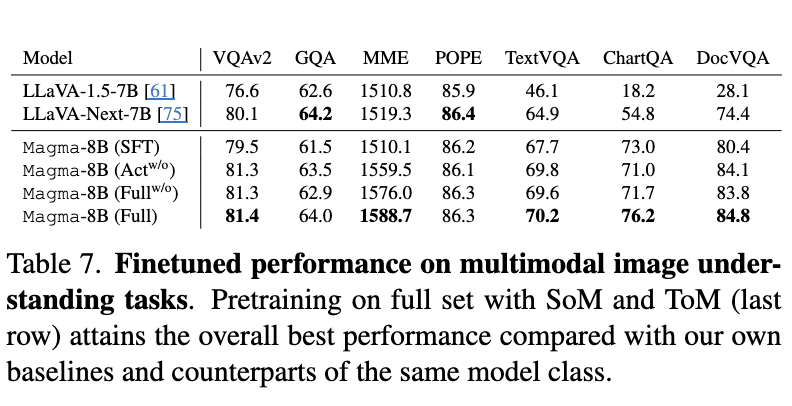 Model VQAv2 GQA MME POPE TextVQA ChartQA DocVQA
LLaVA-1.5-7B [61] 76.6 62.6 1510.8 85.9 46.1 18.2 28.1
LLaVA-Next-7B [75] 80.1 64.2 1519.3 86.4 64.9 54.8 74.4
Magma-8B (SFT) 79.5 61.5 1510.1 86.2 67.7 73.0 80.4
Magma-8B (Act^w/o) 81.3 63.5 1559.5 86.1 69.8 71.0 84.1
Magma-8B (Full^w/o) 81.3 62.9 1576.0 86.3 69.6 71.7 83.8
Magma-8B (Full) 81.4 64.0 1588.7 86.3 70.2 76.2 84.8
Table 7. Finetuned performance on multimodal image under-
standing tasks. Pretraining on full set with SoM and ToM (last
row) attains the overall best performance compared with our own
baselines and counterparts of the same model class.